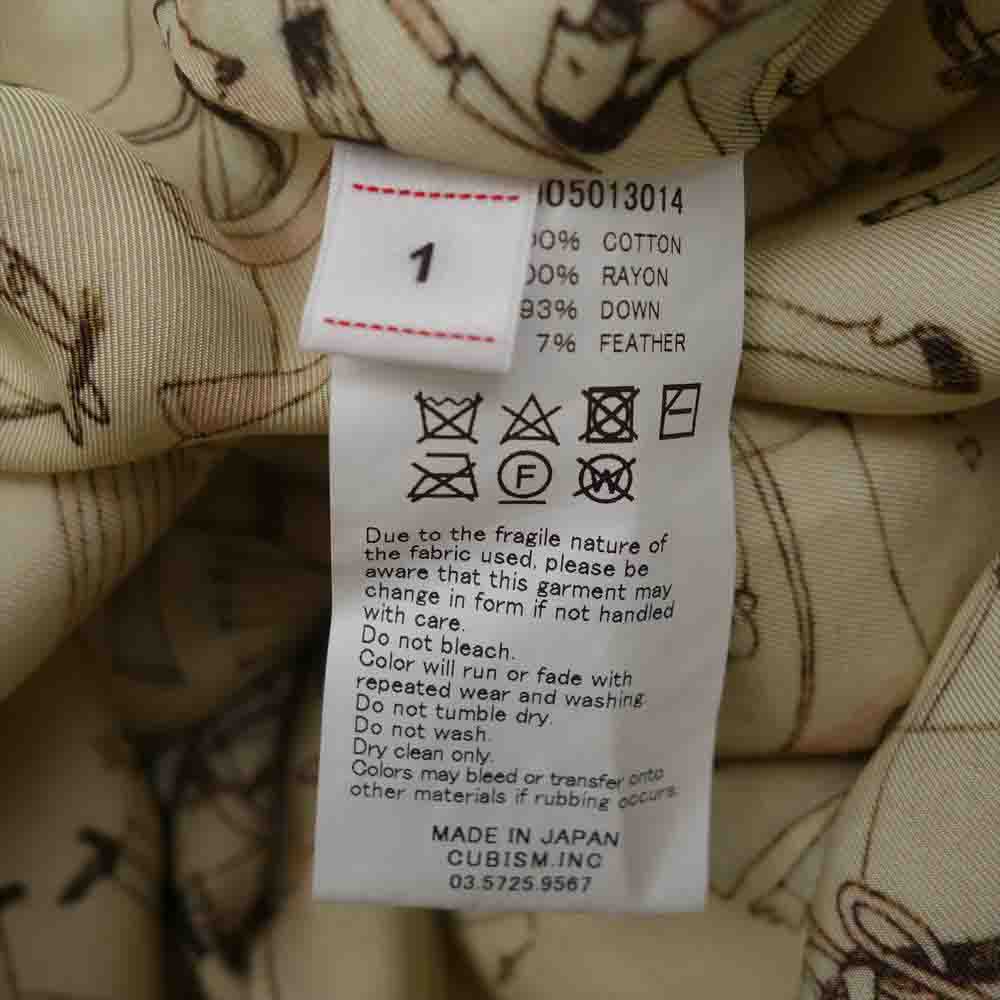 1
05013014
00% COTTON
00% RAYON
93% DOWN
7% FEATHER
F
W
Due to the fragile nature of
the fabric used, please be
aware that this garment may
change in form if not handled
with care.
Do not bleach.
Color will run or fade with
repeated wear and washing.
Do not tumble dry.
Do not wash.
Dry clean only.
Colors may bleed or transfer onto
other materials if rubbing occurs.
MADE IN JAPAN
CUBISM.INC
03.5725.9567